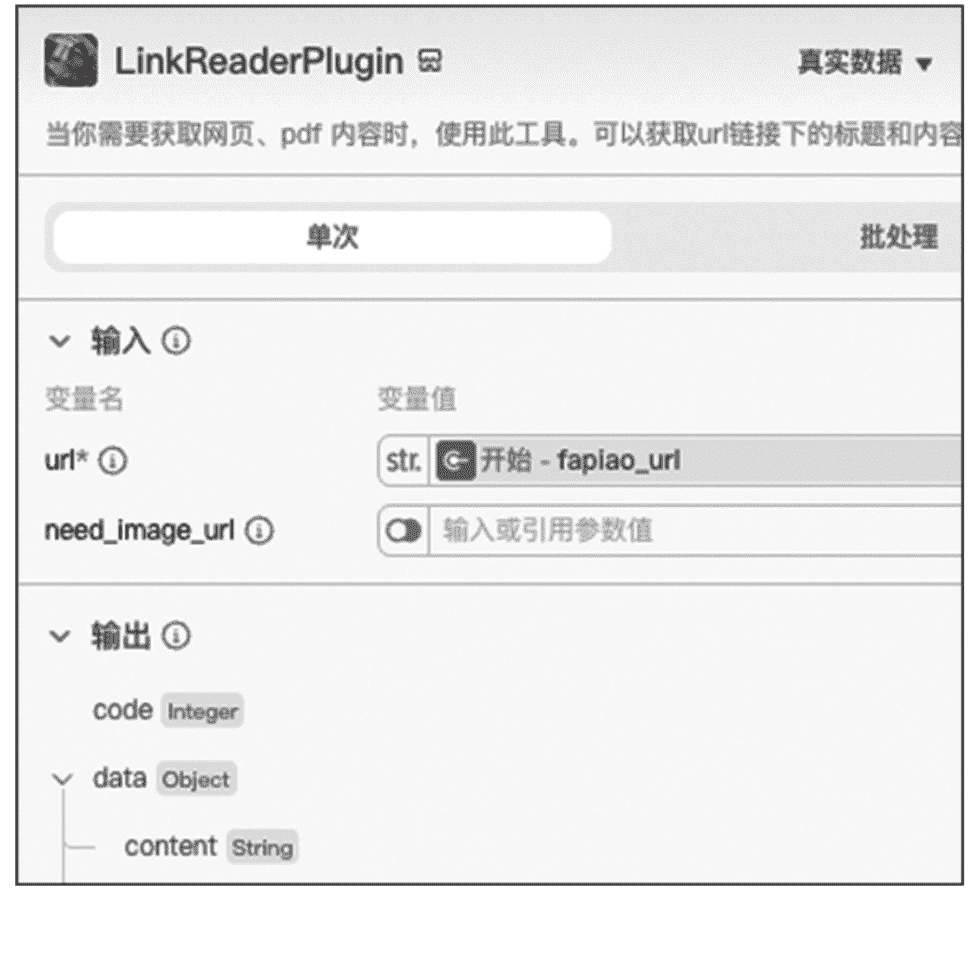 LinkReaderPlugin 真实数据
当你需要获取网页、pdf 内容时，使用此工具。可以获取url链接下的标题和内容
单次 批处理
输入
变量名 变量值
url* str. 开始 - fapiao_url
need_image_url 输入或引用参数值
输出
code Integer
data Object
content String